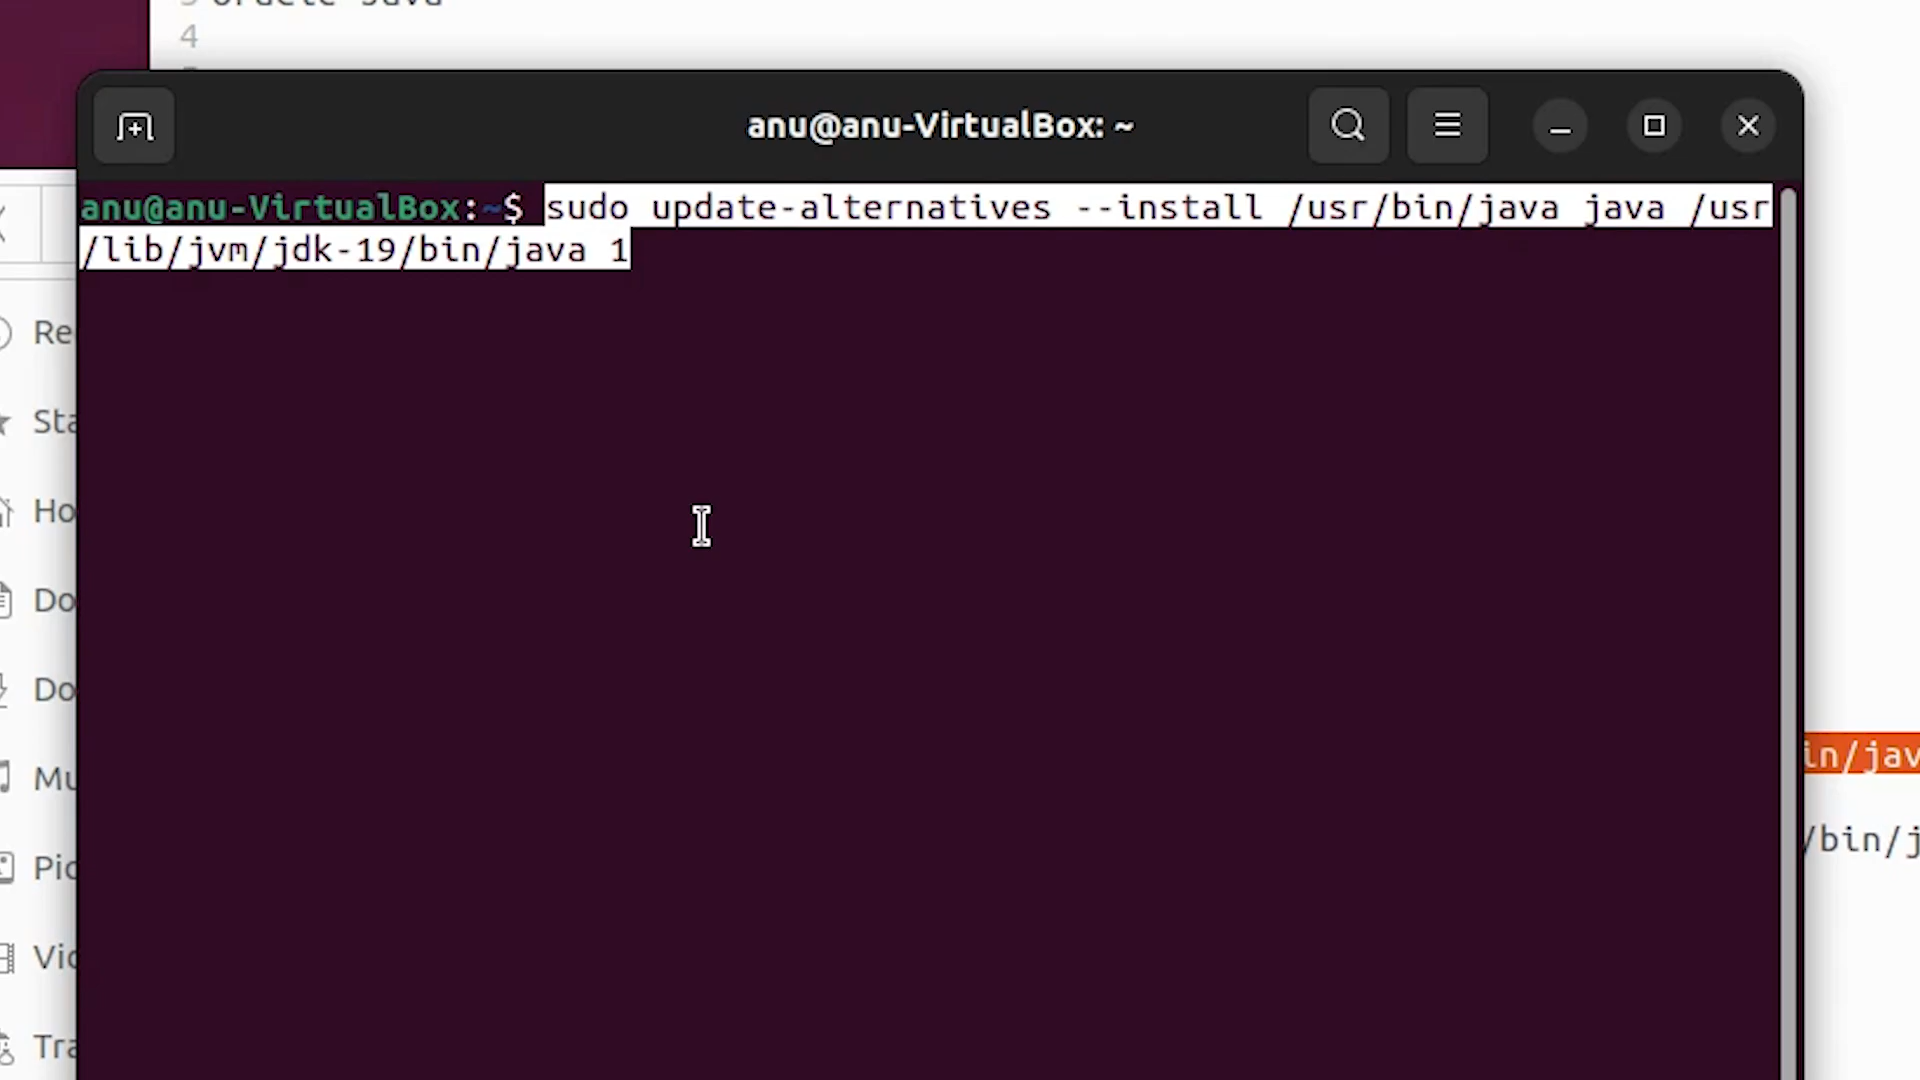 4
anu@anu-VirtualBox: ~
anu@anu-VirtualBox:~$ sudo update-alternatives --install /usr/bin/java java /usr
/lib/jvm/jdk-19/bin/java 1
Re
Sta
Ho
Do
Do
Mu
in/jav
/bin/j
Pic
Vid
Tra